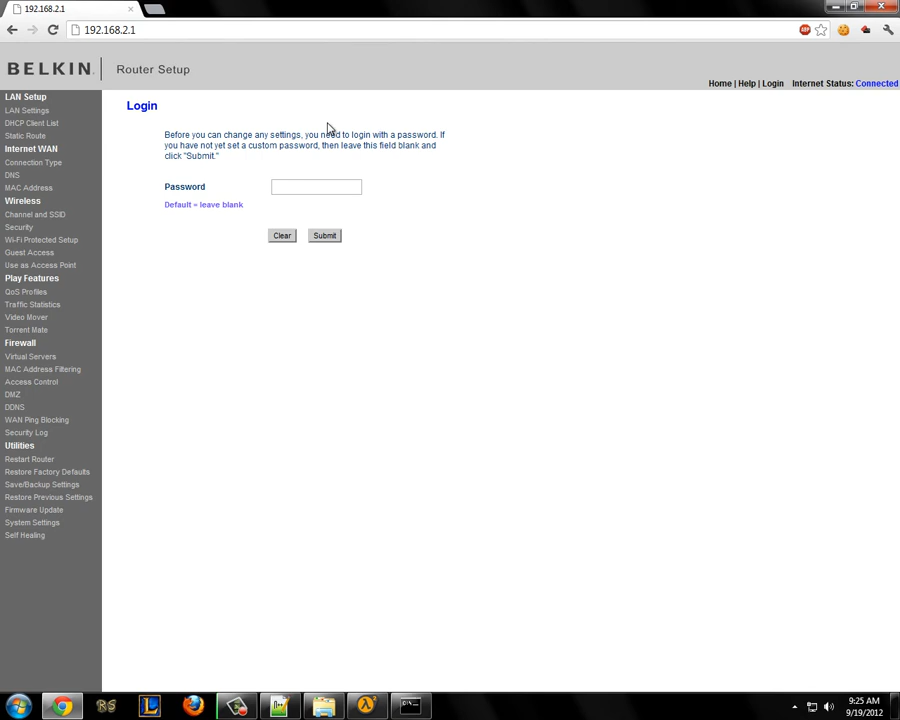 192.168.2.1
192.168.2.1
ABP
BELKIN. Router Setup
Home | Help | Login Internet Status: Connected
LAN Setup
LAN Settings
DHCP Client List
Static Route
Internet WAN
Connection Type
DNS
MAC Address
Wireless
Channel and SSID
Security
Wi-Fi Protected Setup
Guest Access
Use as Access Point
Play Features
QoS Profiles
Traffic Statistics
Video Mover
Torrent Mate
Firewall
Virtual Servers
MAC Address Filtering
Access Control
DMZ
DDNS
WAN Ping Blocking
Security Log
Utilities
Restart Router
Restore Factory Defaults
Save/Backup Settings
Restore Previous Settings
Firmware Update
System Settings
Self Healing
Login
Before you can change any settings, you need to login with a password. If
you have not yet set a custom password, then leave this field blank and
click "Submit."
Password
Default = leave blank
Clear Submit
RS
L
9:25 AM
9/19/2012